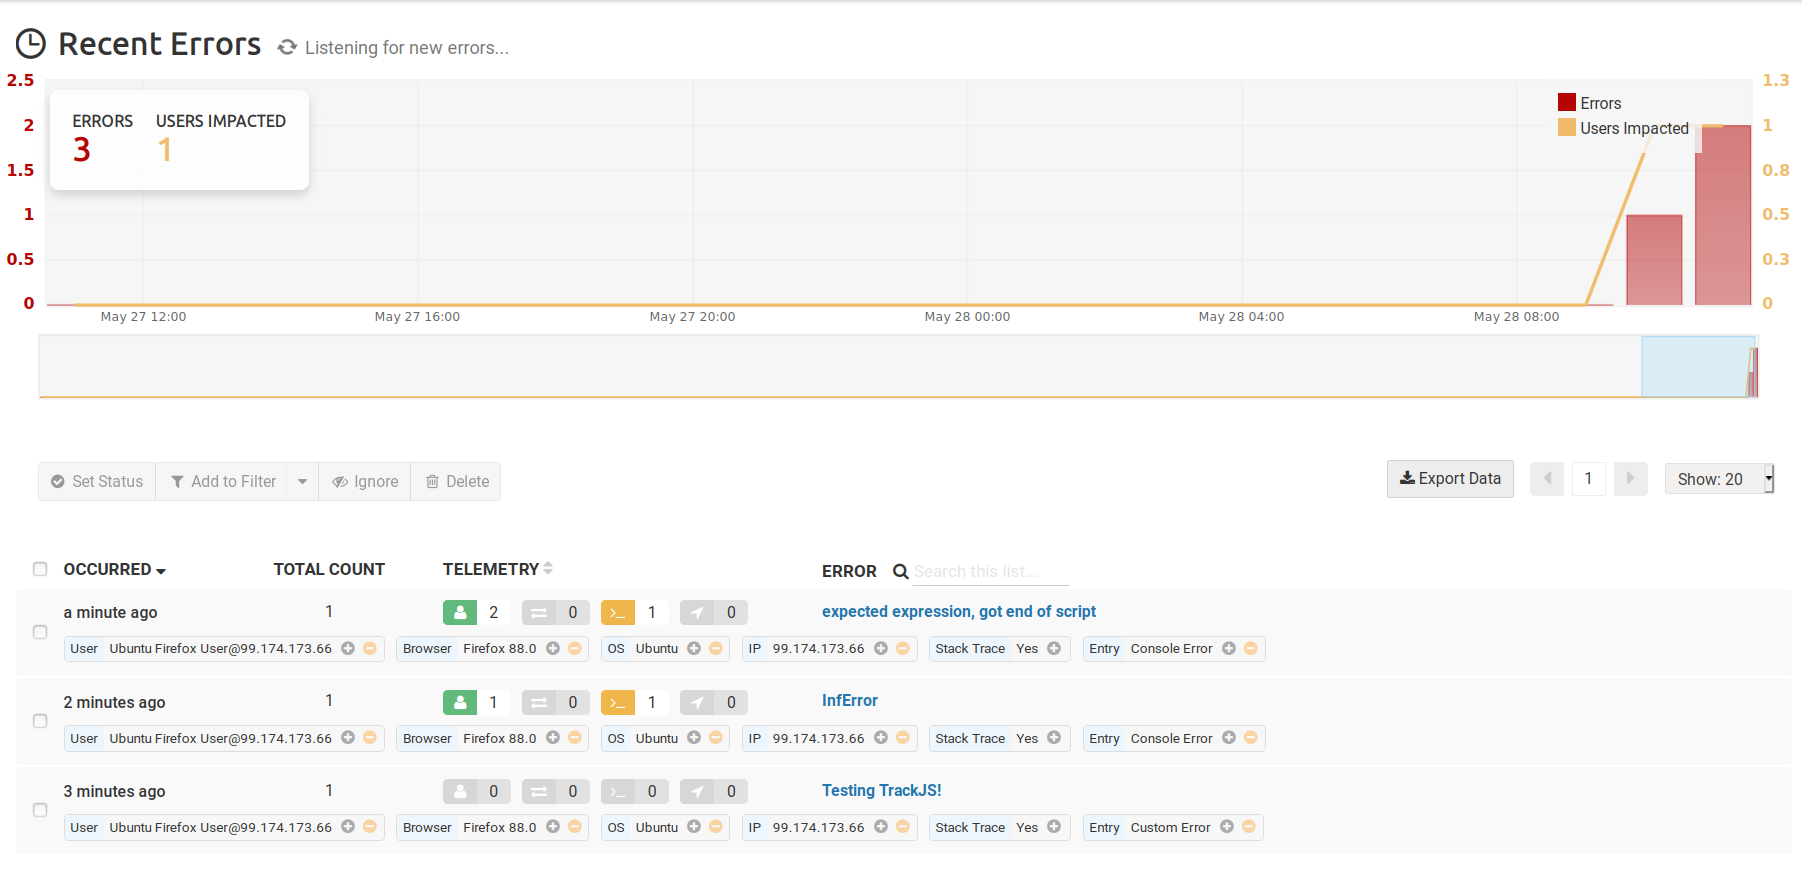 Recent Errors Listening for new errors...
2.5 1.3
ERRORS USERS IMPACTED
3 1
Errors
Users Impacted
2 1
1.5 0.8
1 0.5
0.5 0.3
0 0
May 27 12:00 May 27 16:00 May 27 20:00 May 28 00:00 May 28 04:00 May 28 08:00
Set Status Add to Filter Ignore Delete Export Data 1 Show: 20
OCCURRED TOTAL COUNT TELEMETRY ERROR Search this list...
a minute ago 1 2 0 >_ 1 0 expected expression, got end of script
User Ubuntu Firefox User@99.174.173.66 Browser Firefox 88.0 OS Ubuntu IP 99.174.173.66 Stack Trace Yes Entry Console Error
2 minutes ago 1 1 0 >_ 1 0 InfError
User Ubuntu Firefox User@99.174.173.66 Browser Firefox 88.0 OS Ubuntu IP 99.174.173.66 Stack Trace Yes Entry Console Error
3 minutes ago 1 0 0 >_ 0 0 Testing TrackJS!
User Ubuntu Firefox User@99.174.173.66 Browser Firefox 88.0 OS Ubuntu IP 99.174.173.66 Stack Trace Yes Entry Custom Error